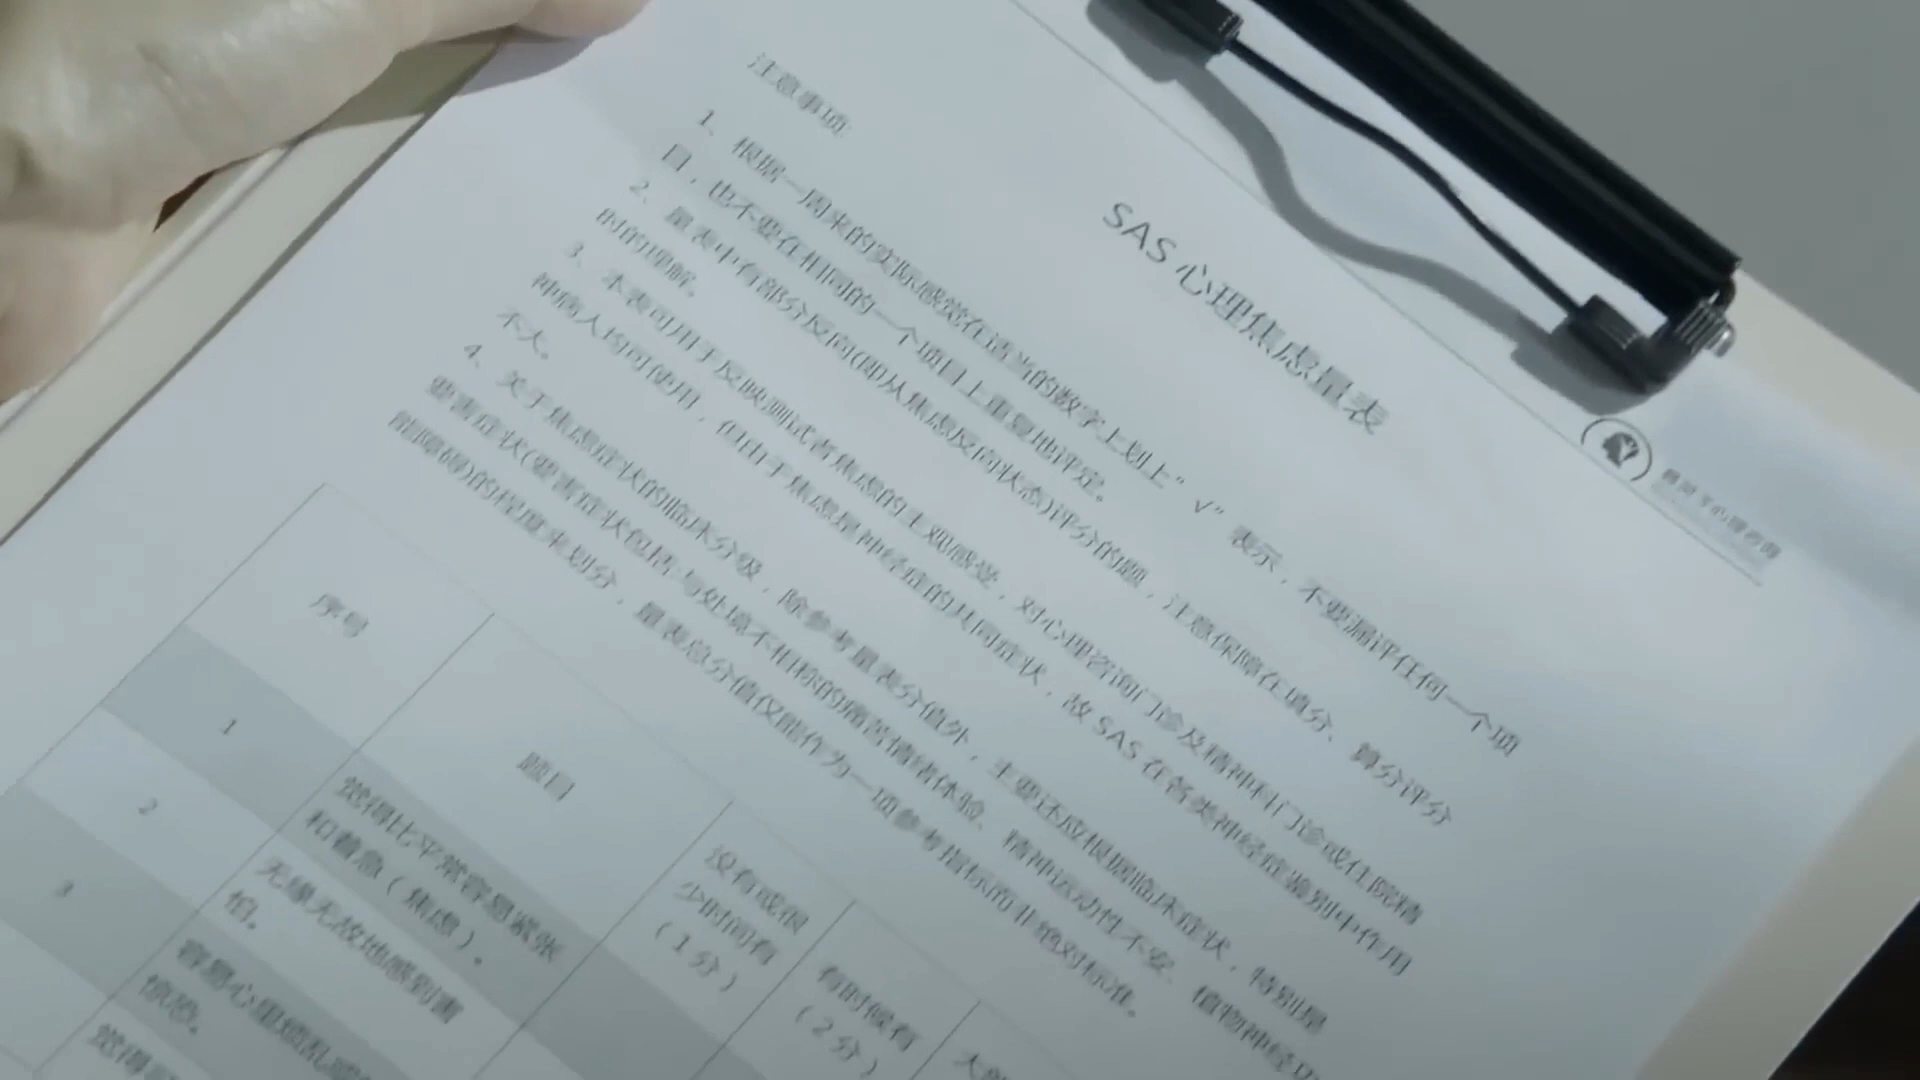 心理咨询
SAS 心理焦虑量表
注意事项:
1、根据一周来的实际感觉在适当的数字上划上“√”表示，不要漏评任何一个项
目，也不要在相同的一个项目上重复地评定。
2、量表中有部分反向(即从焦虑反向状态)评分的题，注意保障在填分、算分评分
时的理解。
3、本表可用于反映测试者焦虑的主观感觉，对心理咨询门诊及精神科门诊或住院精
神病人均可使用，但由于焦虑是神经症的共同症状，故 SAS 在各类神经症鉴别中作用
不大。
4、关于焦虑症状的临床分级，除参考量表分值外，主要还应根据临床症状，特别是
要害症状(要害症状包括:与处境不相称的痛苦情绪体验、精神运动性不安、植物神经功
能障碍)的程度来划分，量表总分值仅能作为一项参考指标而非绝对标准。
序号
题目
没有或很
少时间有
（1 分）
有时候有
（2 分）
1
觉得比平常容易紧张
和着急（焦虑）。
2
无缘无故地感到害
怕。
3
容易心里烦乱或
惊恐。
觉得